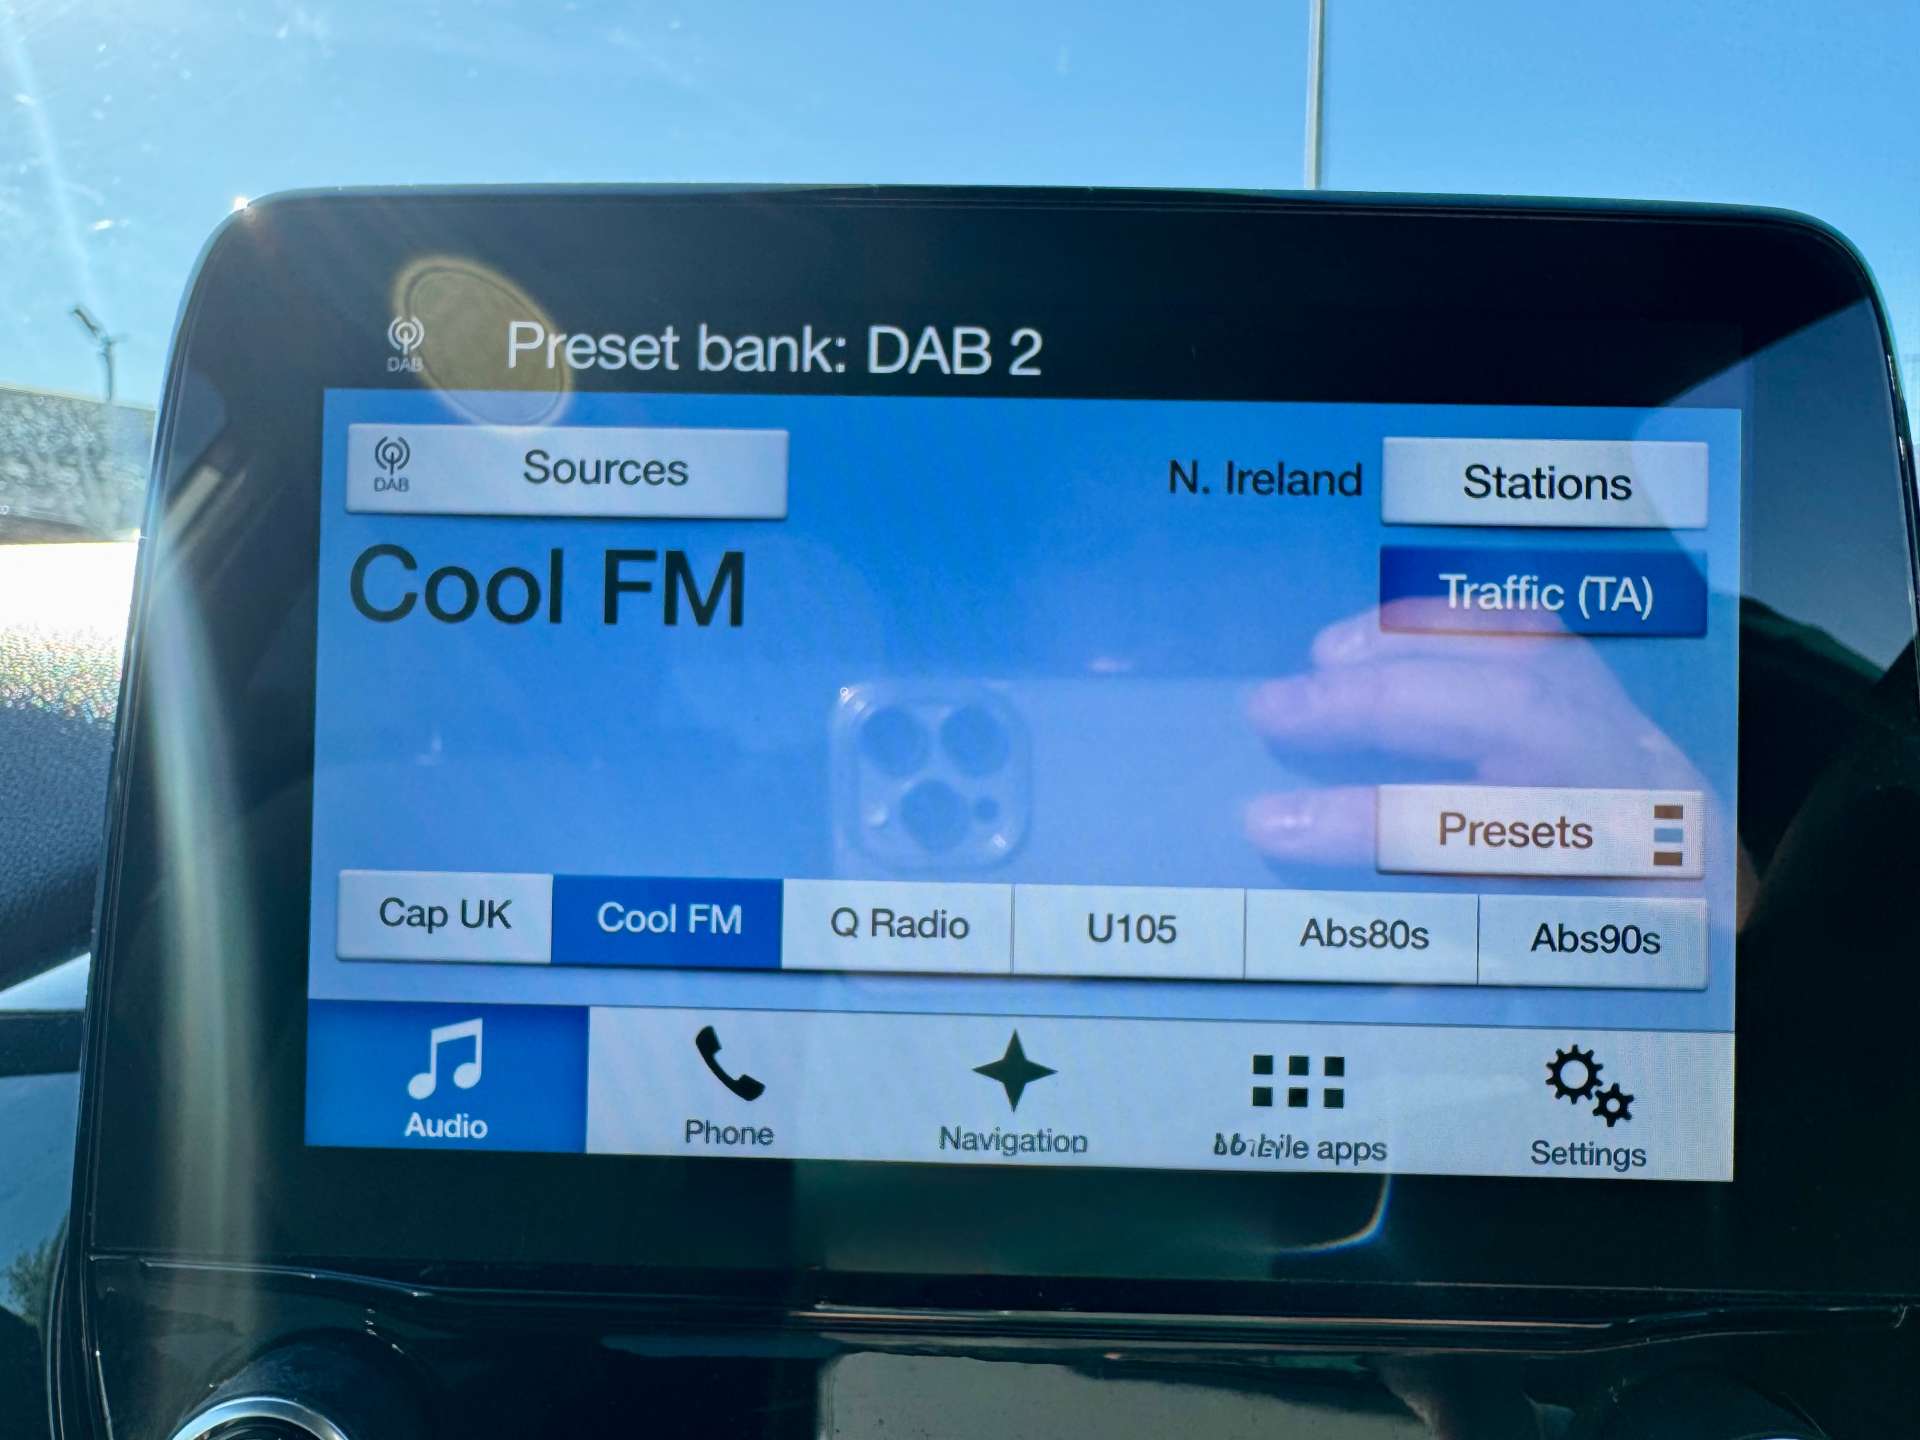 DAB
Preset bank: DAB 2
DAB
Sources
N. Ireland
Stations
Cool FM
Traffic (TA)
Presets
Cap UK
Cool FM
Q Radio
U105
Abs80s
Abs90s
Audio
Phone
Navigation
Mobile apps
Settings